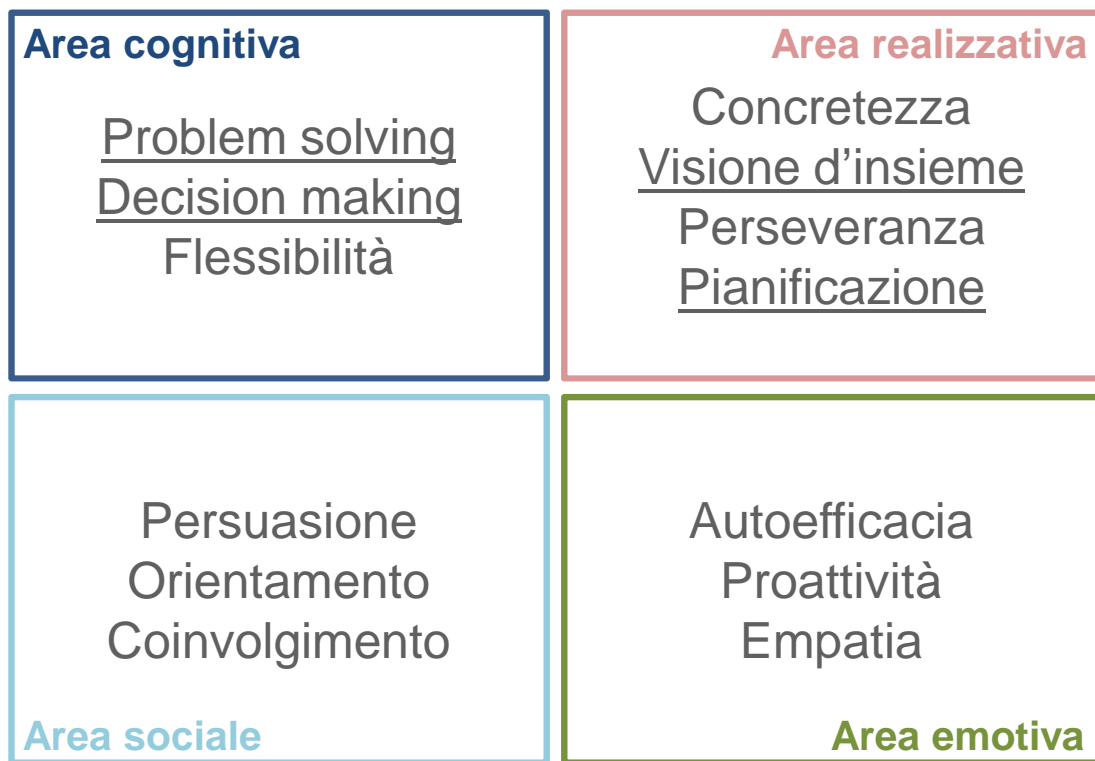 Area cognitiva
Problem solving
Decision making
Flessibilità
Area realizzativa
Concretezza
Visione d’insieme
Perseveranza
Pianificazione
Persuasione
Orientamento
Coinvolgimento
Area sociale
Autoefficacia
Proattività
Empatia
Area emotiva